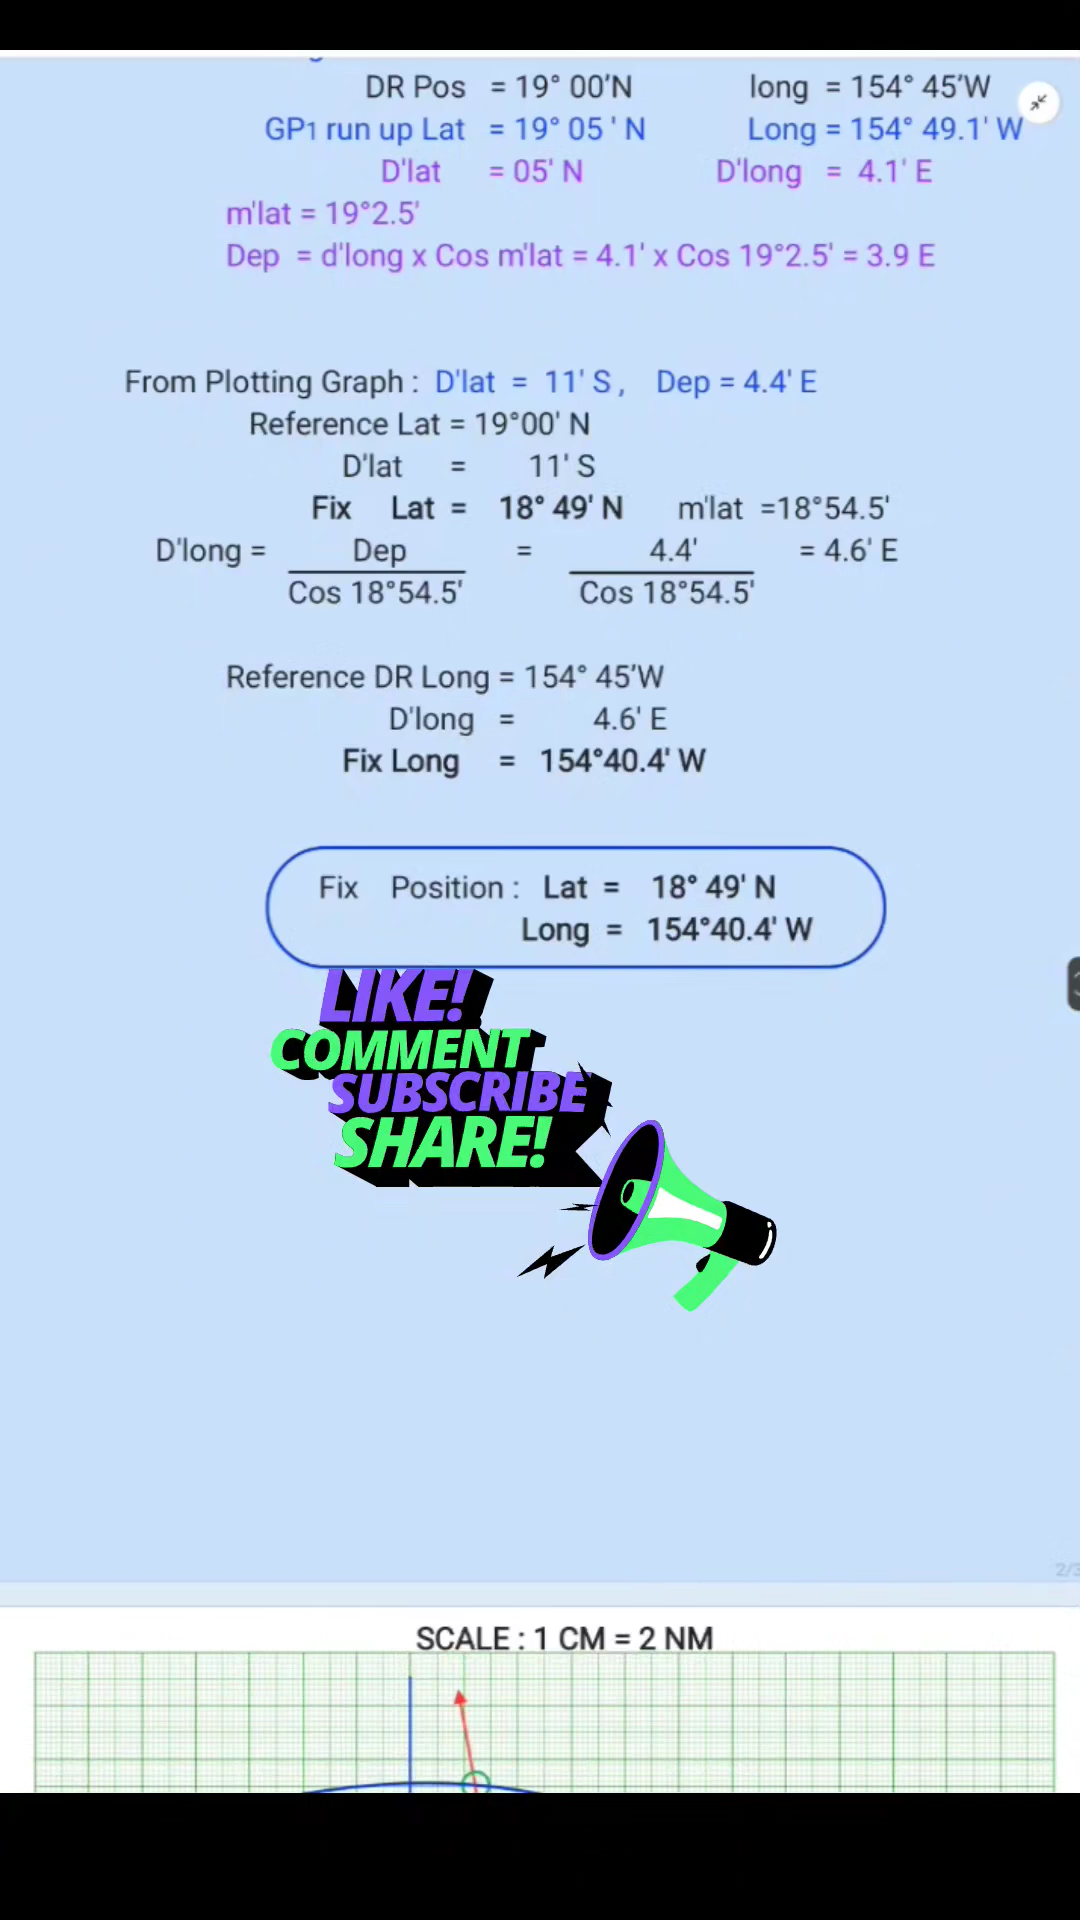 DR Pos = 19° 00'N long = 154° 45'W
GP1 run up Lat = 19° 05 ' N Long = 154° 49.1' W
D'lat = 05' N D'long = 4.1' E
m'lat = 19°2.5'
Dep = d'long x Cos m'lat = 4.1' x Cos 19°2.5' = 3.9 E
From Plotting Graph : D'lat = 11' S , Dep = 4.4' E
Reference Lat = 19°00' N
D'lat = 11' S
Fix Lat = 18° 49' N m'lat =18°54.5'
D'long = Dep = 4.4' = 4.6' E
Cos 18°54.5' Cos 18°54.5'
Reference DR Long = 154° 45'W
D'long = 4.6' E
Fix Long = 154°40.4' W
Fix Position : Lat = 18° 49' N
Long = 154°40.4' W
LIKE!
COMMENT
SUBSCRIBE
SHARE!
2/3
SCALE : 1 CM = 2 NM